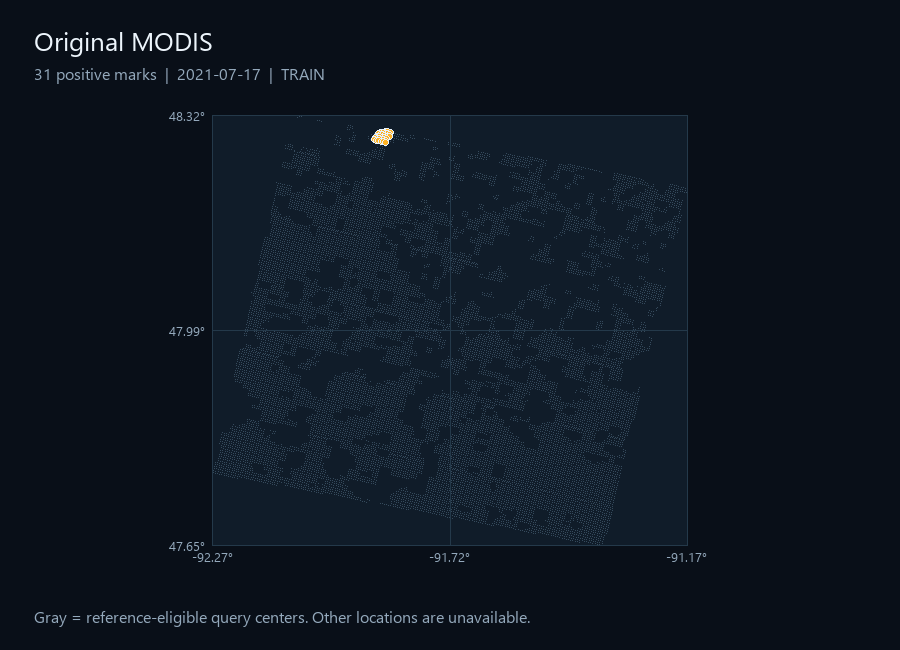 Original MODIS
31 positive marks | 2021-07-17 | TRAIN
48.32°
47.99°
47.65°
-92.27°
-91.72°
-91.17°
Gray = reference-eligible query centers. Other locations are unavailable.